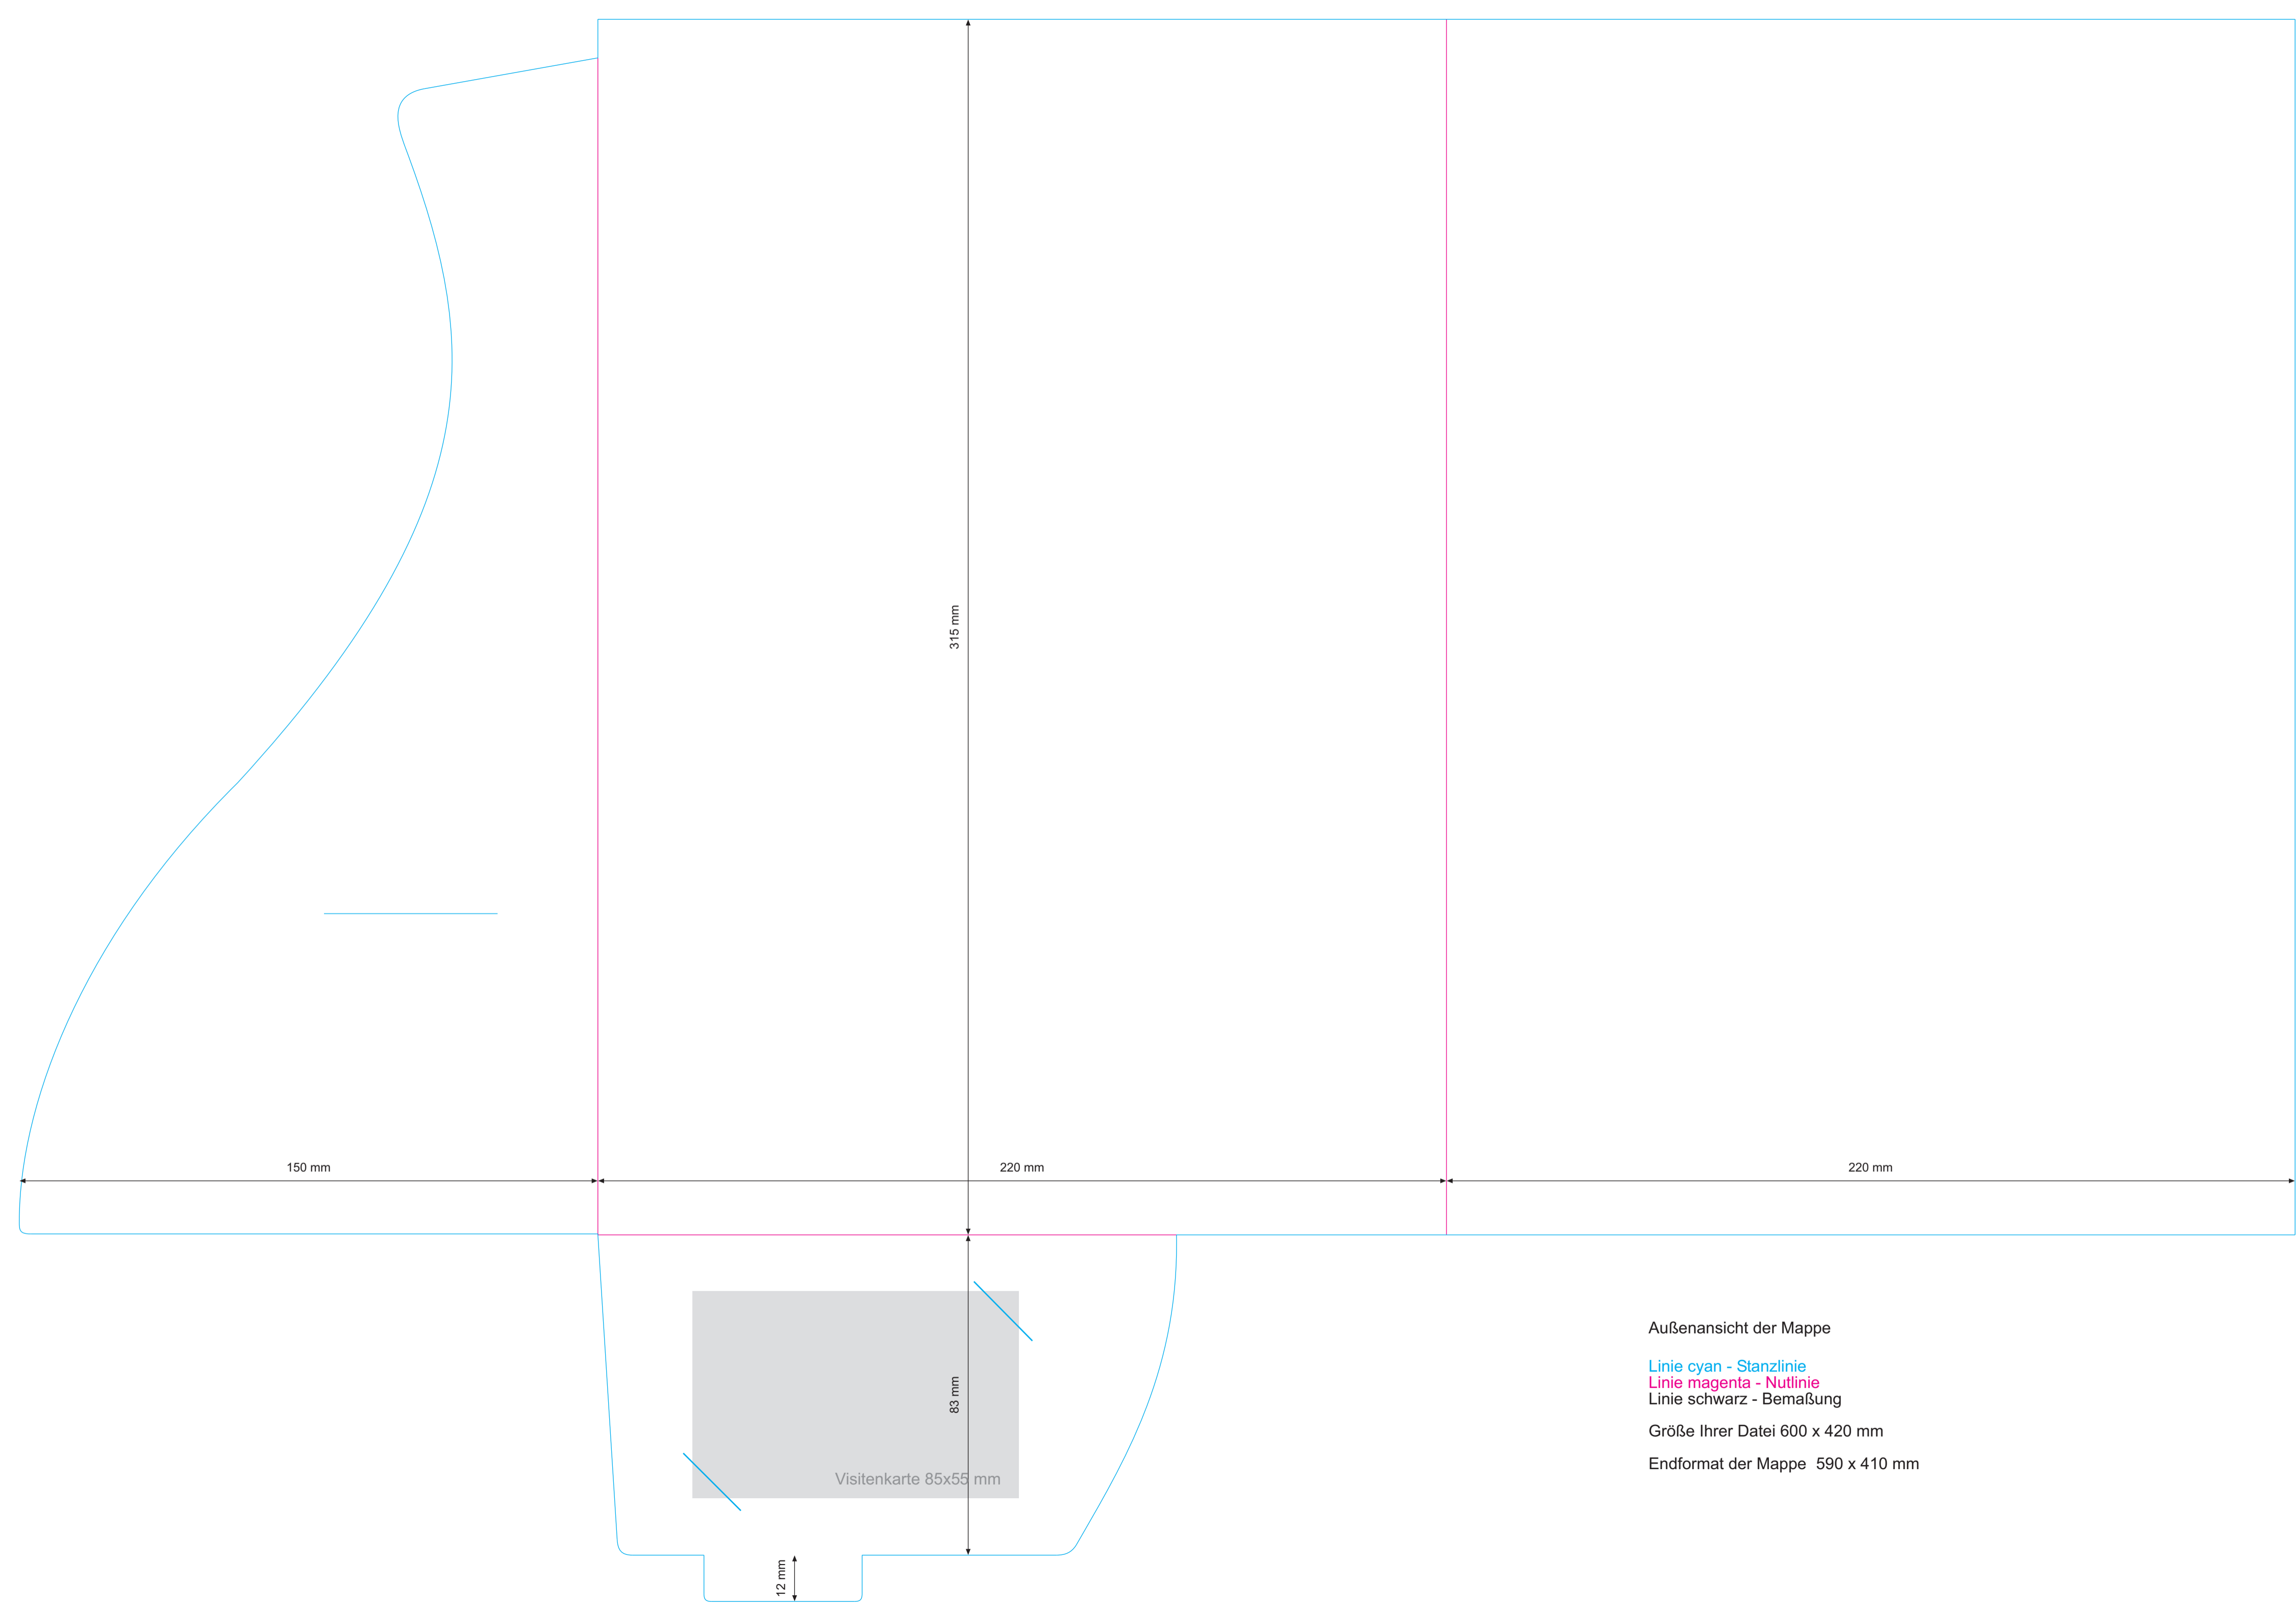 315 mm
150 mm
220 mm
220 mm
83 mm
Visitenkarte 85x55 mm
12 mm
Außenansicht der Mappe
Linie cyan - Stanzlinie
Linie magenta - Nutlinie
Linie schwarz - Bemaßung
Größe Ihrer Datei 600 x 420 mm
Endformat der Mappe  590 x 410 mm